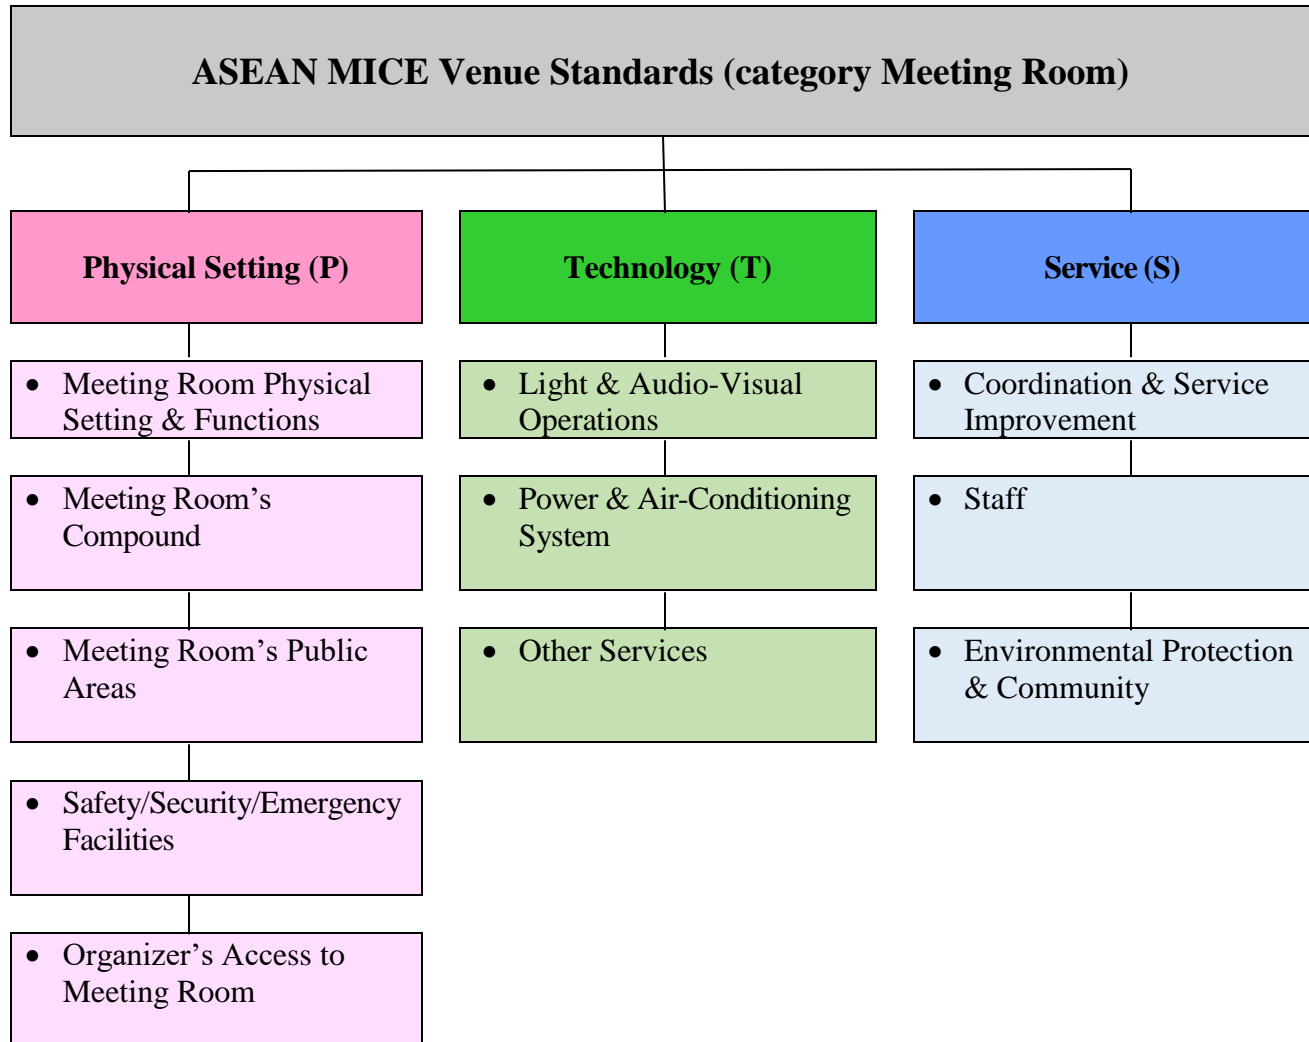 ASEAN MICE Venue Standards (category Meeting Room)
Physical Setting (P)
• Meeting Room Physical
Setting & Functions
• Meeting Room’s
Compound
• Meeting Room’s Public
Areas
• Safety/Security/Emergency
Facilities
• Organizer’s Access to
Meeting Room
Technology (T)
• Light & Audio-Visual
Operations
• Power & Air-Conditioning
System
• Other Services
Service (S)
• Coordination & Service
Improvement
• Staff
• Environmental Protection
& Community